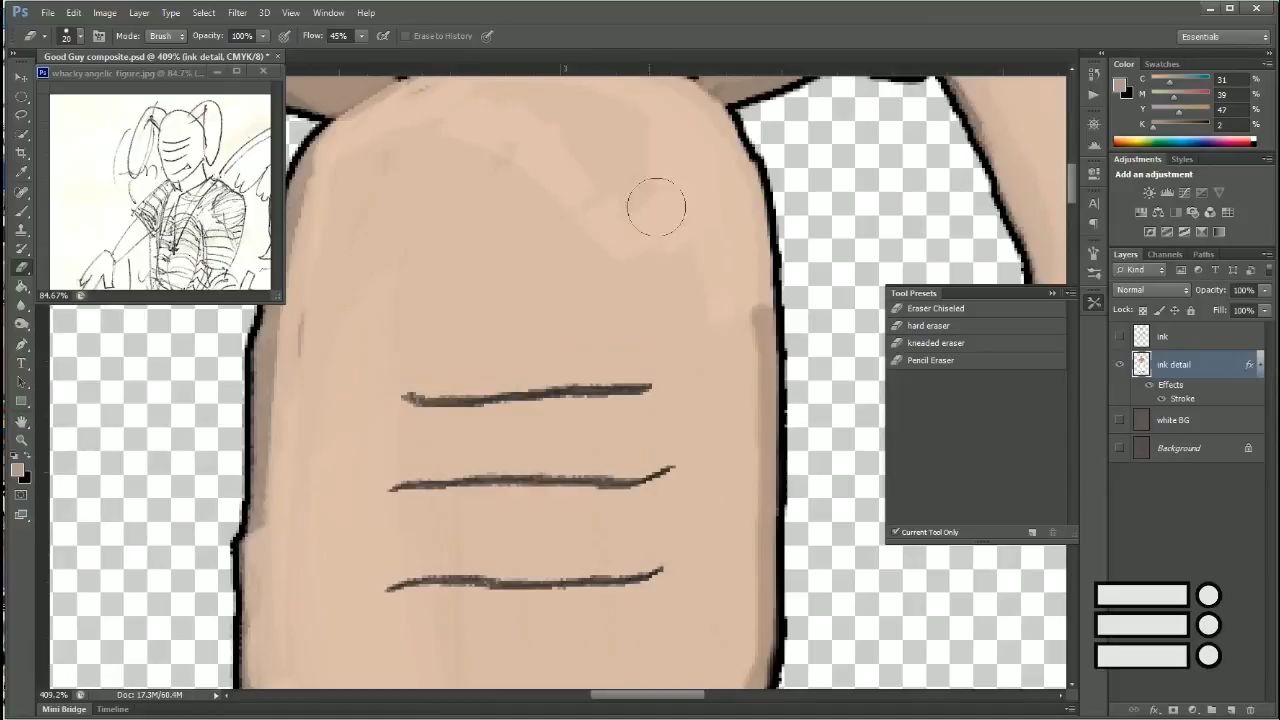 Ps File Edit Image Layer Type Select Filter 3D View Window Help
20 Mode: Brush Opacity: 100% Flow: 45% Erase to History Essentials
Good Guy composite.psd @ 409% (ink detail, CMYK/8) * ×
Ps whacky angelic figure.jpg @ 84.7% (...
84.67%
3
Color Swatches
C 31 %
M 39 %
Y 47 %
K 2 %
Adjustments Styles
Add an adjustment
Layers Channels Paths
Kind
Normal Opacity: 100%
Lock: Fill: 100%
ink
ink detail fx
Effects
Stroke
white BG
Background
Tool Presets
Eraser Chiseled
hard eraser
kneaded eraser
Pencil Eraser
Current Tool Only
409.2% Doc: 17.3M/60.4M
Mini Bridge Timeline